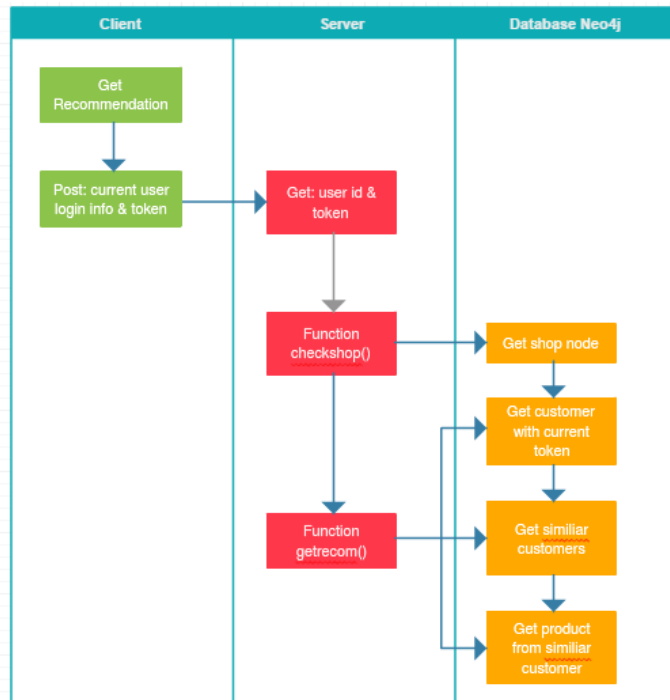 Client
Server
Database Neo4j
Get
Recommendation
Post: current user
login info & token
Get: user id &
token
Function
checkshop()
Get shop node
Get customer
with current
token
Function
getrecom()
Get similiar
customers
Get product
from similiar
customer